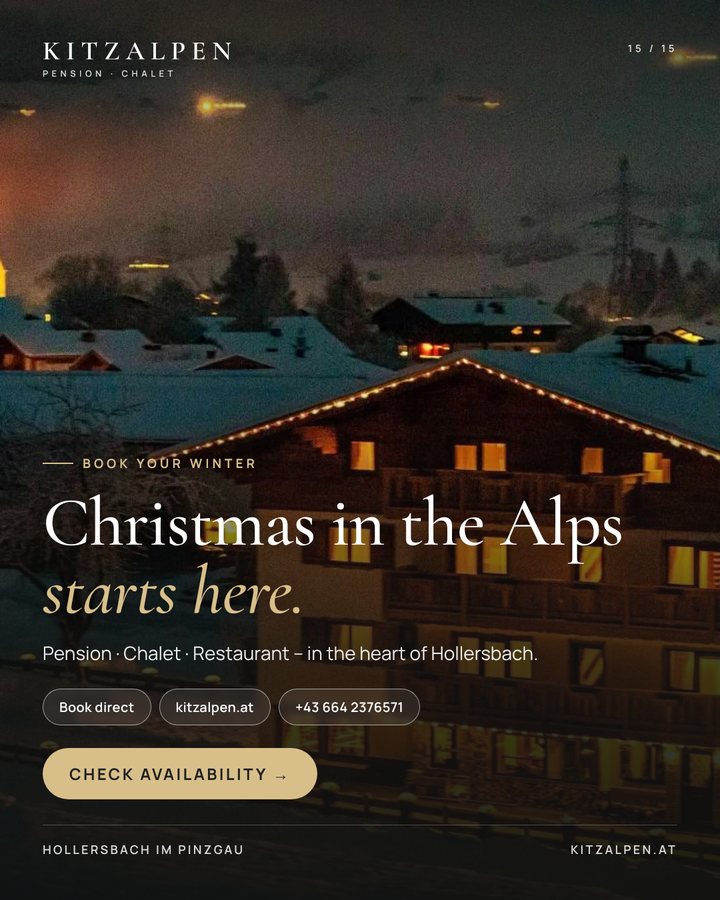 KITZALPEN
PENSION · CHALET
15 / 15
BOOK YOUR WINTER
Christmas in the Alps
starts here.
Pension · Chalet · Restaurant – in the heart of Hollersbach.
Book direct
kitzalpen.at
+43 664 2376571
CHECK AVAILABILITY →
HOLLERSBACH IM PINZGAU
KITZALPEN.AT